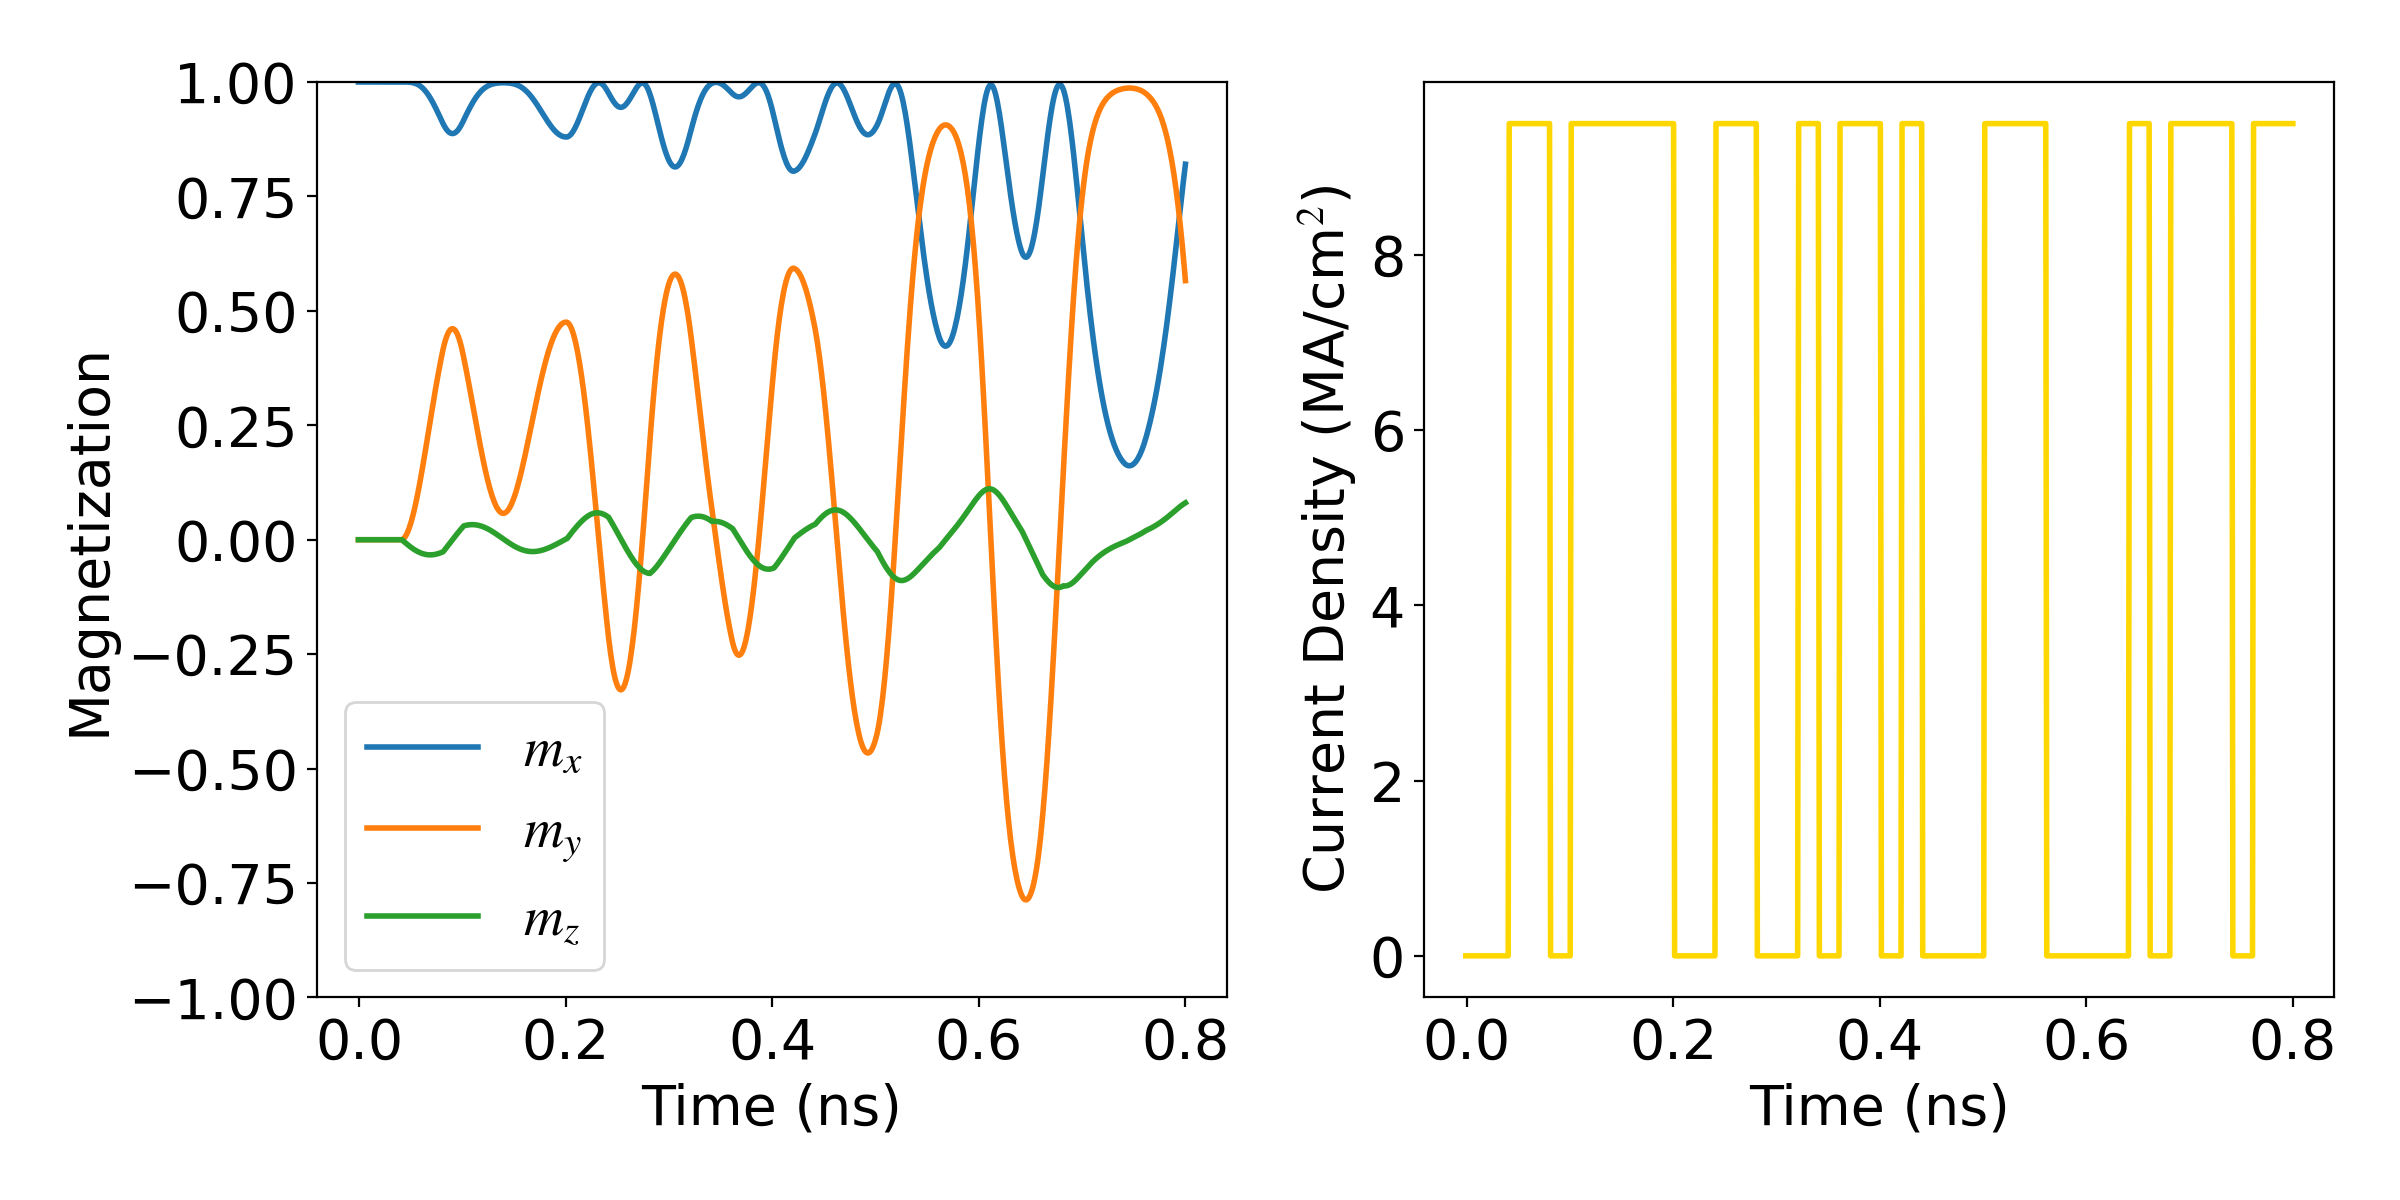 Magnetization
1.00
0.75
0.50
0.25
0.00
−0.25
−0.50
−0.75
−1.00
m_x
m_y
m_z
0.0 0.2 0.4 0.6 0.8
Time (ns)
Current Density (MA/cm²)
8
6
4
2
0
0.0 0.2 0.4 0.6 0.8
Time (ns)